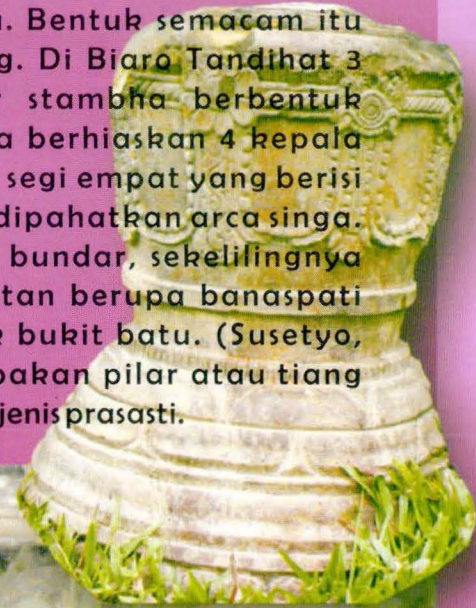 . Bentuk semacam itu
g. Di Biaro Tandihat 3
stambha berbentuk
a berhiaskan 4 kepala
segi empat yang berisi
dipahatkan arca singa.
bundar, sekelilingnya
tan berupa banaspati
k bukit batu. (Susetyo,
pakan pilar atau tiang
jenis prasasti.